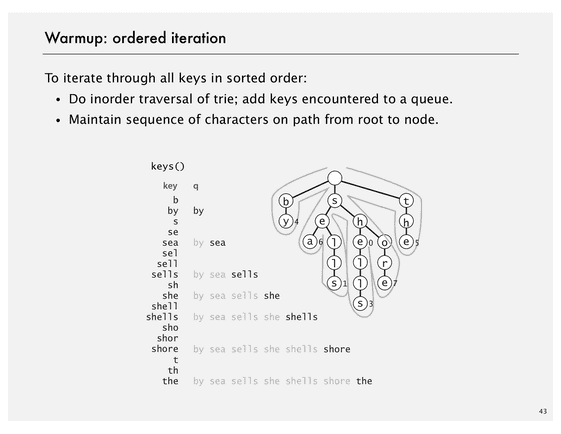 Warmup: ordered iteration
To iterate through all keys in sorted order:
• Do inorder traversal of trie; add keys encountered to a queue.
• Maintain sequence of characters on path from root to node.
keys()
key q
b
by by
s
se
sea by sea
sel
sell
sells by sea sells
sh
she by sea sells she
shell
shells by sea sells she shells
sho
shor
shore by sea sells she shells shore
t
th
the by sea sells she shells shore the
b s t
y 4 e h h
a 6 l e 0 o e 5
l l r
s 1 l e 7
s 3
43